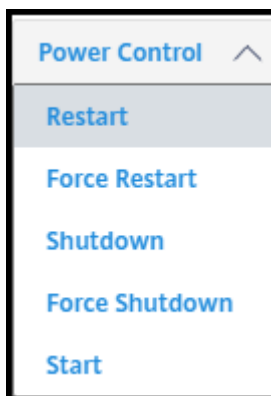 Power Control
Restart
Force Restart
Shutdown
Force Shutdown
Start